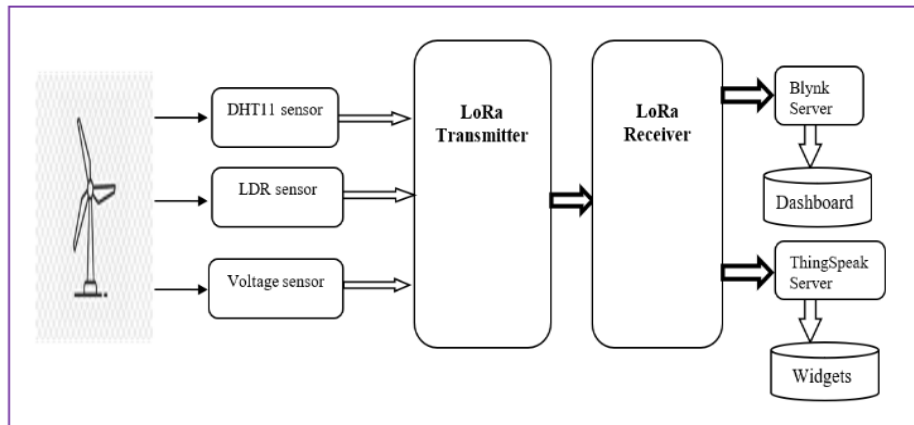 DHT11 sensor
LDR sensor
Voltage sensor
LoRa
Transmitter
LoRa
Receiver
Blynk
Server
Dashboard
ThingSpeak
Server
Widgets